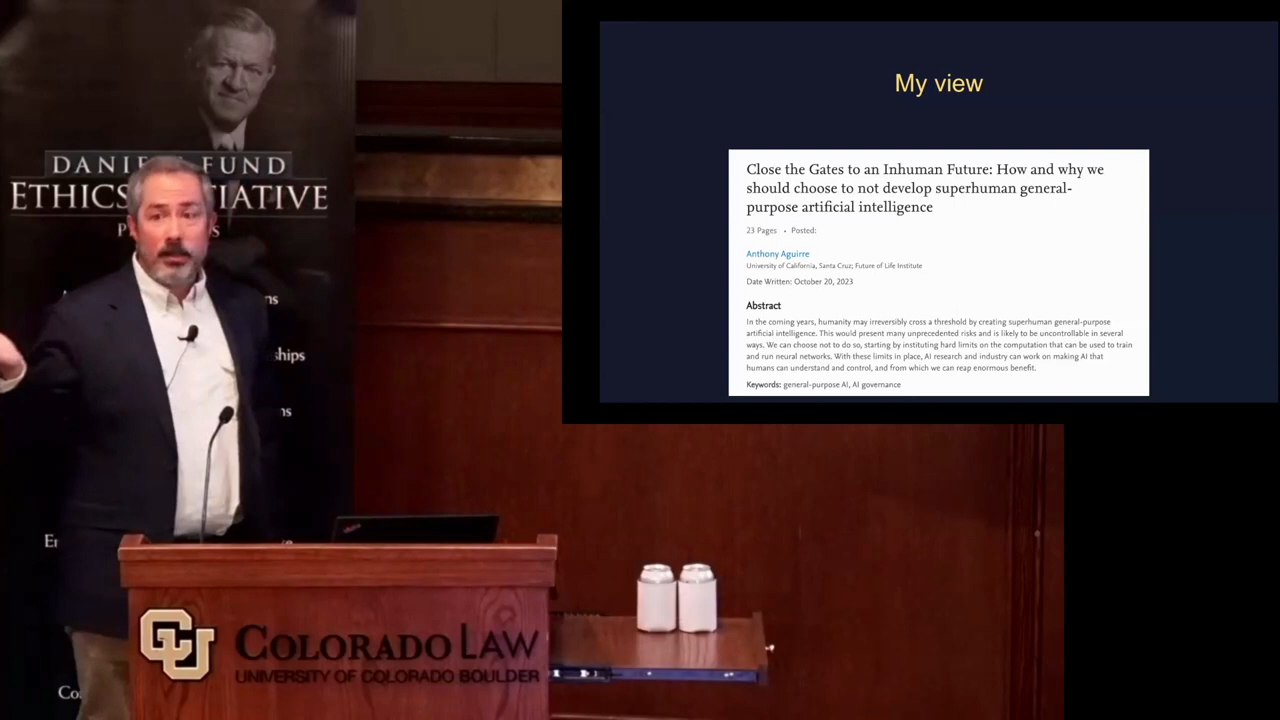 DANIE FUND
ETHICS TIATIVE
P S
ns
ships
ns
En
Co
CU
COLORADO LAW
UNIVERSITY OF COLORADO BOULDER
My view
Close the Gates to an Inhuman Future: How and why we
should choose to not develop superhuman general-
purpose artificial intelligence
23 Pages • Posted:
Anthony Aguirre
University of California, Santa Cruz; Future of Life Institute
Date Written: October 20, 2023
Abstract
In the coming years, humanity may irreversibly cross a threshold by creating superhuman general-purpose
artificial intelligence. This would present many unprecedented risks and is likely to be uncontrollable in several
ways. We can choose not to do so, starting by instituting hard limits on the computation that can be used to train
and run neural networks. With these limits in place, AI research and industry can work on making AI that
humans can understand and control, and from which we can reap enormous benefit.
Keywords: general-purpose AI, AI governance